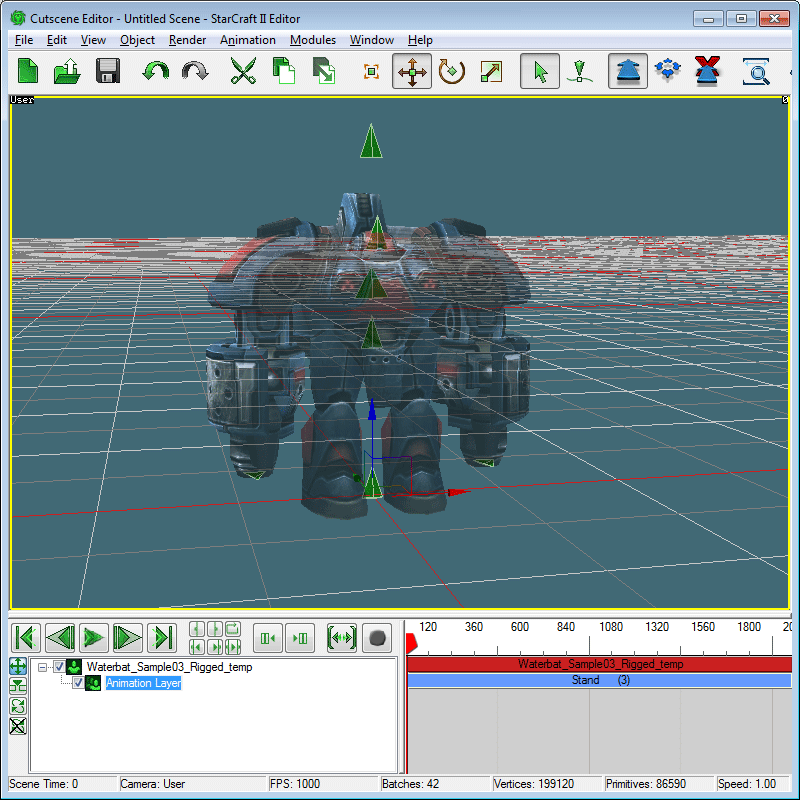 Cutscene Editor - Untitled Scene - StarCraft II Editor
File Edit View Object Render Animation Modules Window Help
User 0
120 360 600 840 1080 1320 1560 1800 20
Waterbat_Sample03_Rigged_temp
Animation Layer
Waterbat_Sample03_Rigged_temp
Stand (3)
Scene Time: 0 Camera: User FPS: 1000 Batches: 42 Vertices: 199120 Primitives: 86590 Speed: 1.00